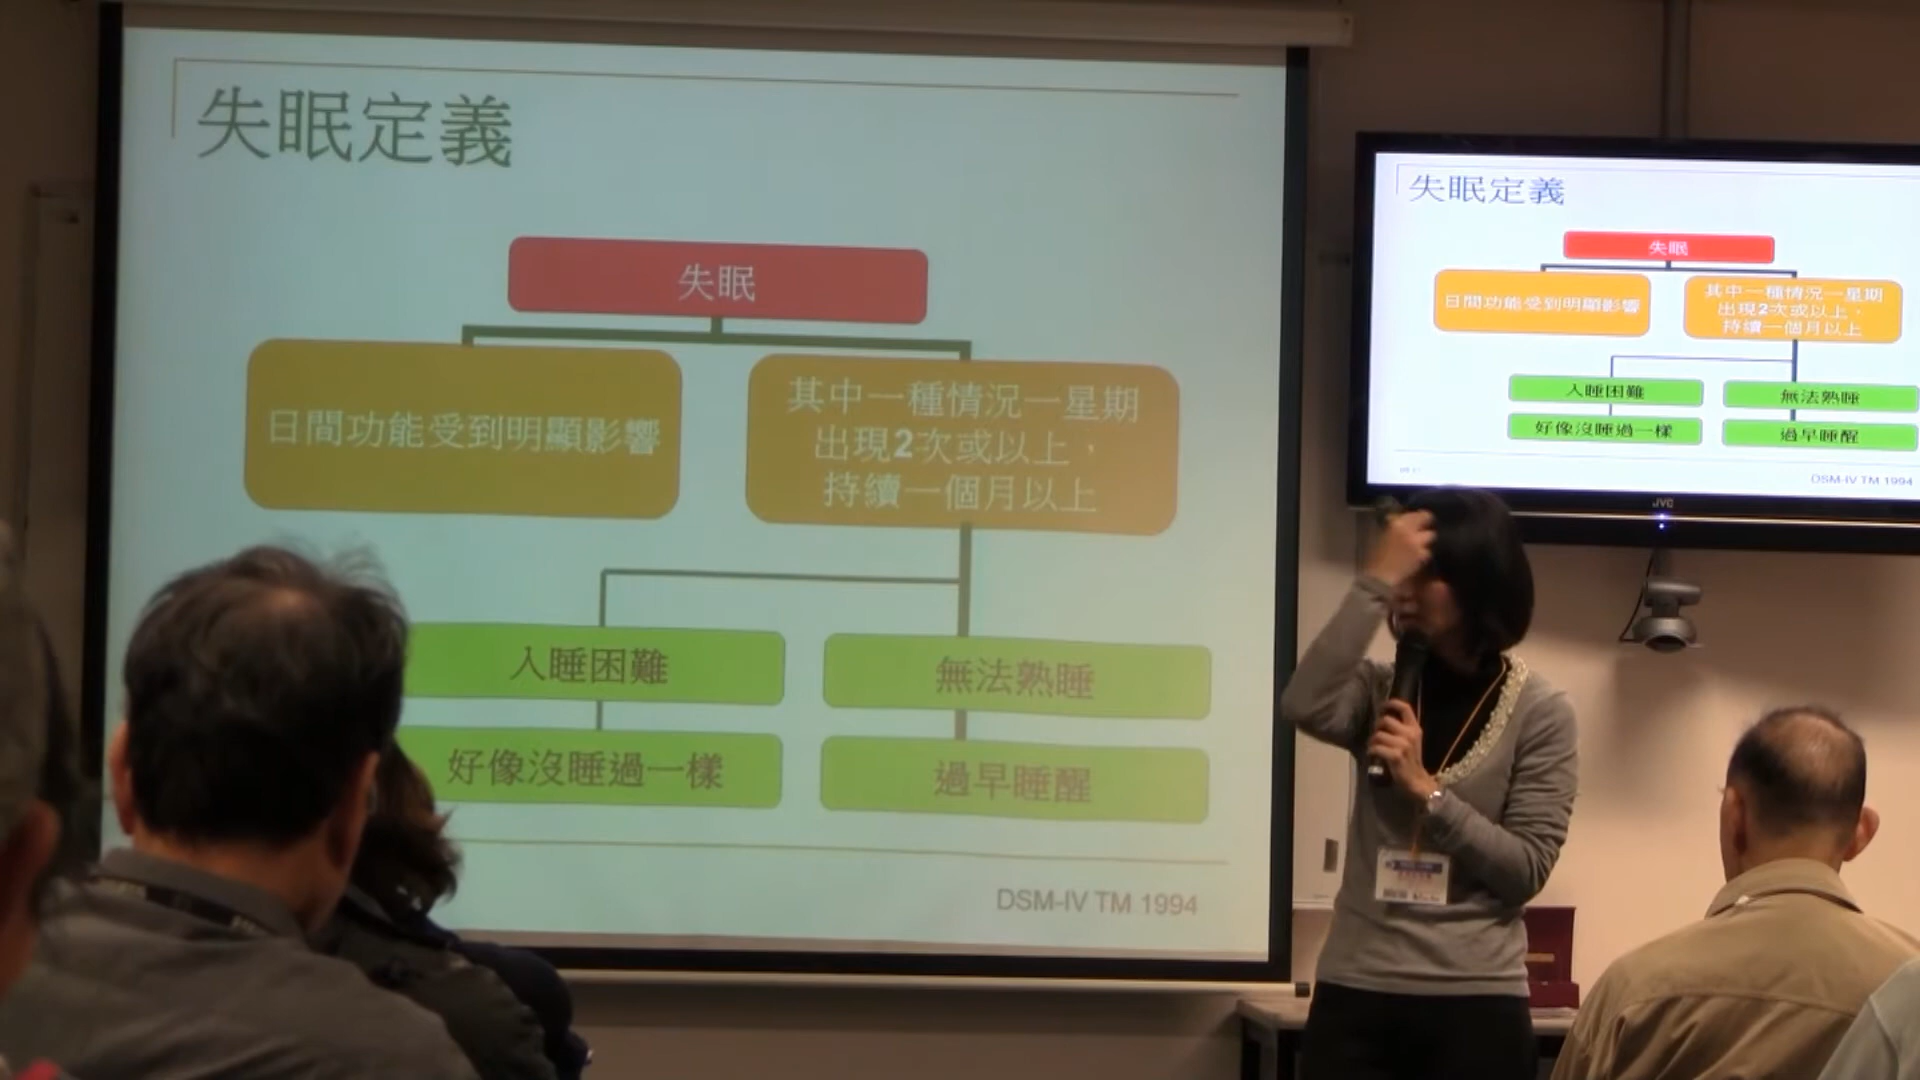 失眠定義
失眠
日間功能受到明顯影響
其中一種情況一星期
出現2次或以上，
持續一個月以上
入睡困難
無法熟睡
好像沒睡過一樣
過早睡醒
DSM-IV TM 1994
失眠定義
失眠
日間功能受到明顯影響
其中一種情況一星期
出現2次或以上，
持續一個月以上
入睡困難
無法熟睡
好像沒睡過一樣
過早睡醒
DSM-IV TM 1994
JVC